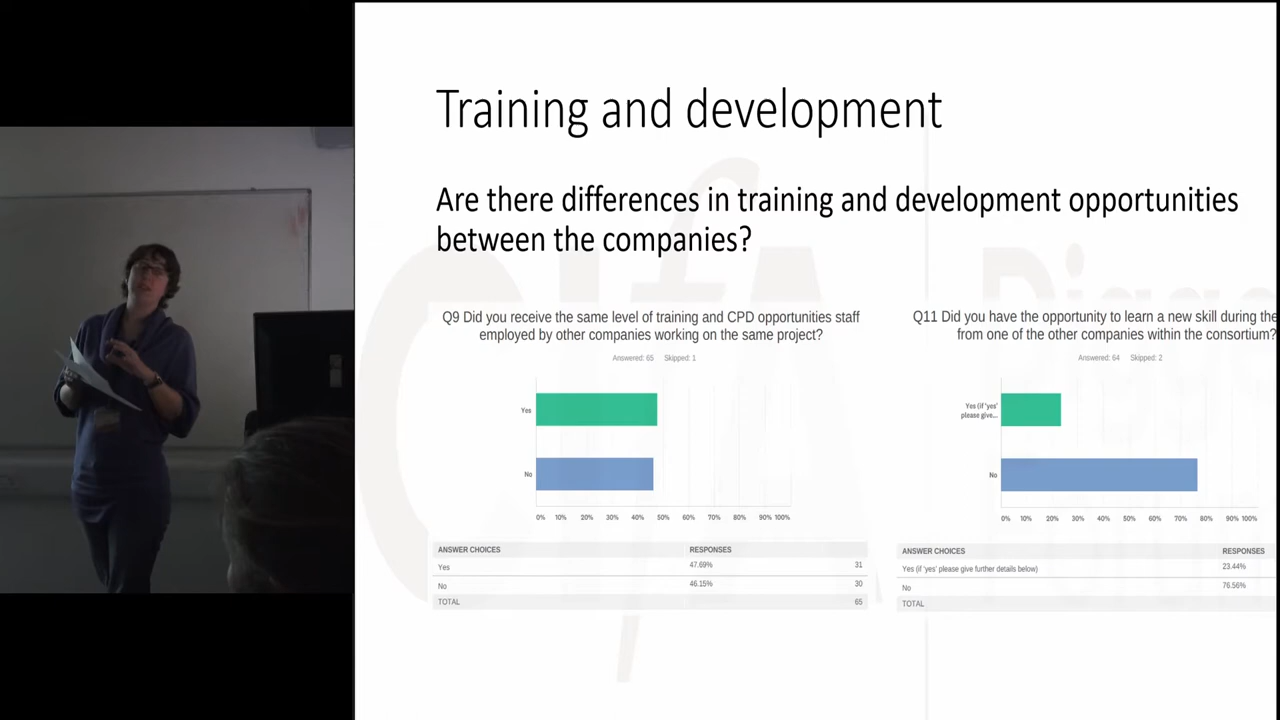 Training and development
Are there differences in training and development opportunities
between the companies?
Q9 Did you receive the same level of training and CPD opportunities staff
employed by other companies working on the same project?
Answered: 65 Skipped: 1
Yes
No
0% 10% 20% 30% 40% 50% 60% 70% 80% 90% 100%
ANSWER CHOICES RESPONSES
Yes 47.69% 31
No 46.15% 30
TOTAL 65
Q11 Did you have the opportunity to learn a new skill during the
from one of the other companies within the consortium?
Answered: 64 Skipped: 2
Yes (if 'yes'
please give...
No
0% 10% 20% 30% 40% 50% 60% 70% 80% 90% 100%
ANSWER CHOICES RESPONSES
Yes (if 'yes' please give further details below) 23.44%
No 76.56%
TOTAL
CIfA
Digg